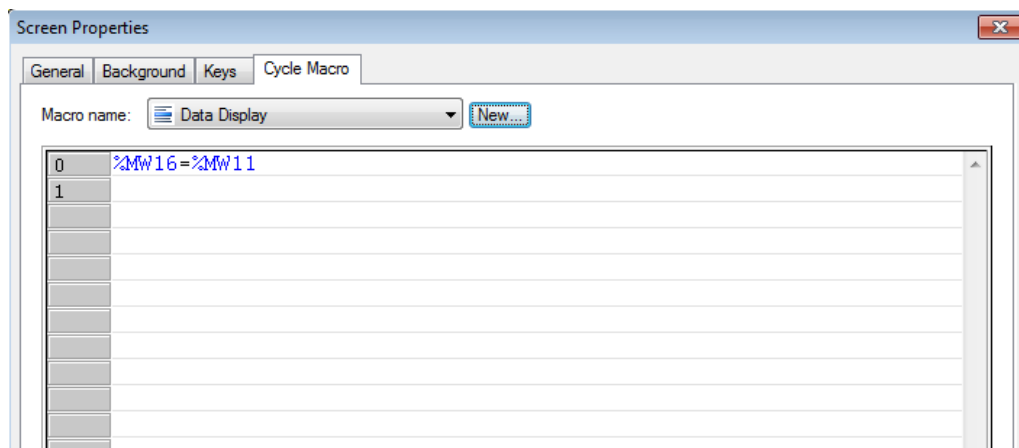 Screen Properties
General Background Keys Cycle Macro
Macro name: Data Display New...
0 %MW16=%MW11
1